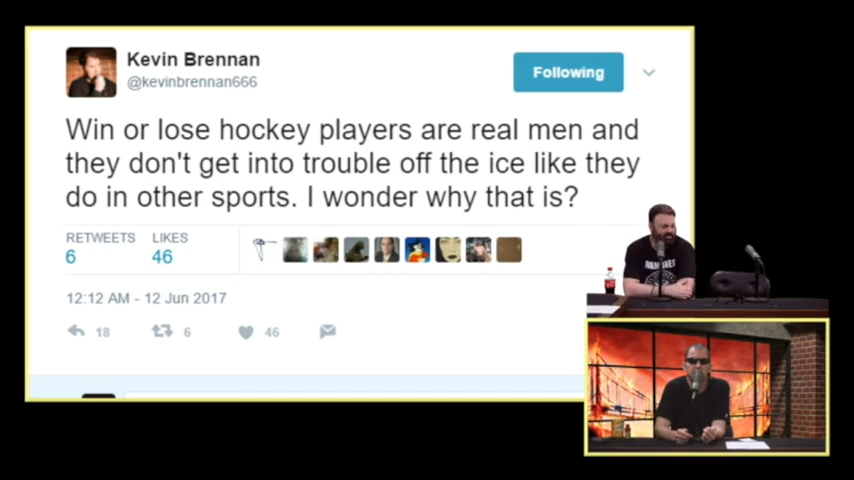 Kevin Brennan
@kevinbrennan666
Following
Win or lose hockey players are real men and
they don't get into trouble off the ice like they
do in other sports. I wonder why that is?
RETWEETS LIKES
6 46
12:12 AM - 12 Jun 2017
18 6 46